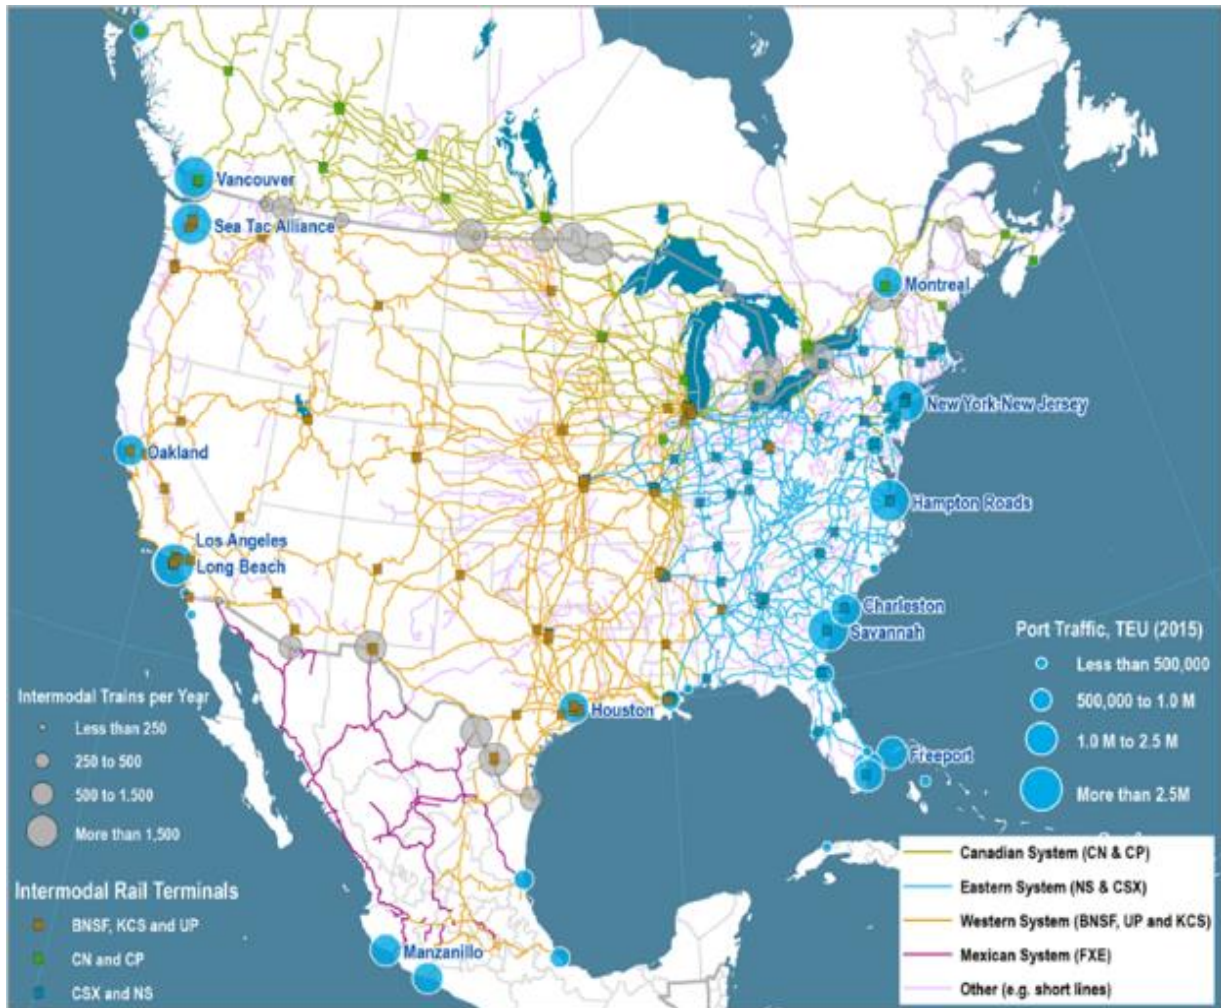 Vancouver
Sea Tac Alliance
Montreal
New York-New Jersey
Oakland
Hampton Roads
Los Angeles
Long Beach
Charleston
Savannah
Houston
Freeport
Manzanillo
Intermodal Trains per Year
Less than 250
250 to 500
500 to 1.500
More than 1,500
Intermodal Rail Terminals
BNSF, KCS and UP
CN and CP
CSX and NS
Port Traffic, TEU (2015)
Less than 500,000
500,000 to 1.0 M
1.0 M to 2.5 M
More than 2.5M
Canadian System (CN & CP)
Eastern System (NS & CSX)
Western System (BNSF, UP and KCS)
Mexican System (FXE)
Other (e.g. short lines)